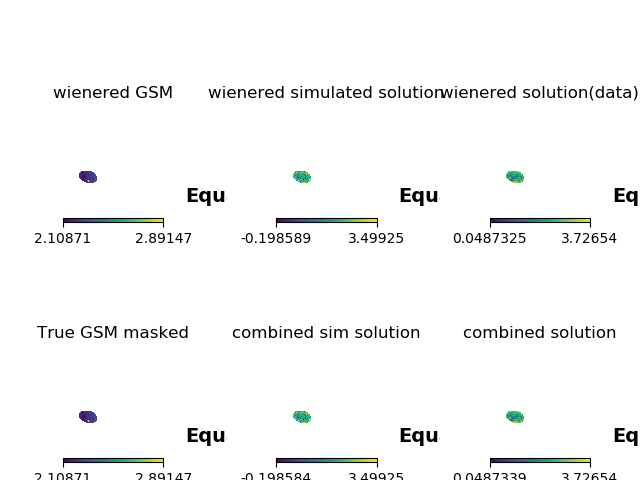 wienered GSM
wienered simulated solution
wienered solution(data)
Equ
Equ
Eq
2.10871 2.89147
-0.198589 3.49925
0.0487325 3.72654
True GSM masked
combined sim solution
combined solution
Equ
Equ
Eq
2.10871 2.89147
-0.198584 3.49925
0.0487339 3.72654